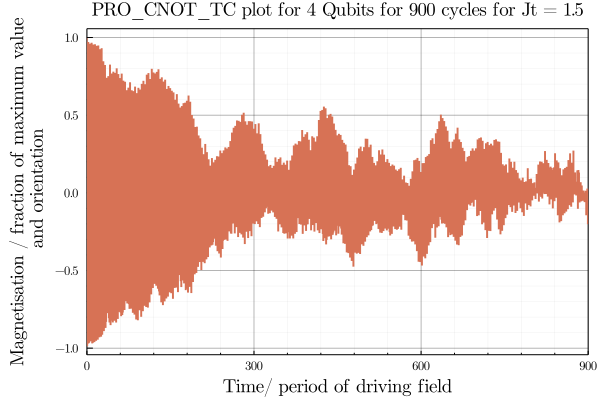 PRO_CNOT_TC plot for 4 Qubits for 900 cycles for Jt = 1.5
Magnetisation / fraction of maximum value
and orientation
1.0
0.5
0.0
−0.5
−1.0
0
300
600
900
Time/ period of driving field